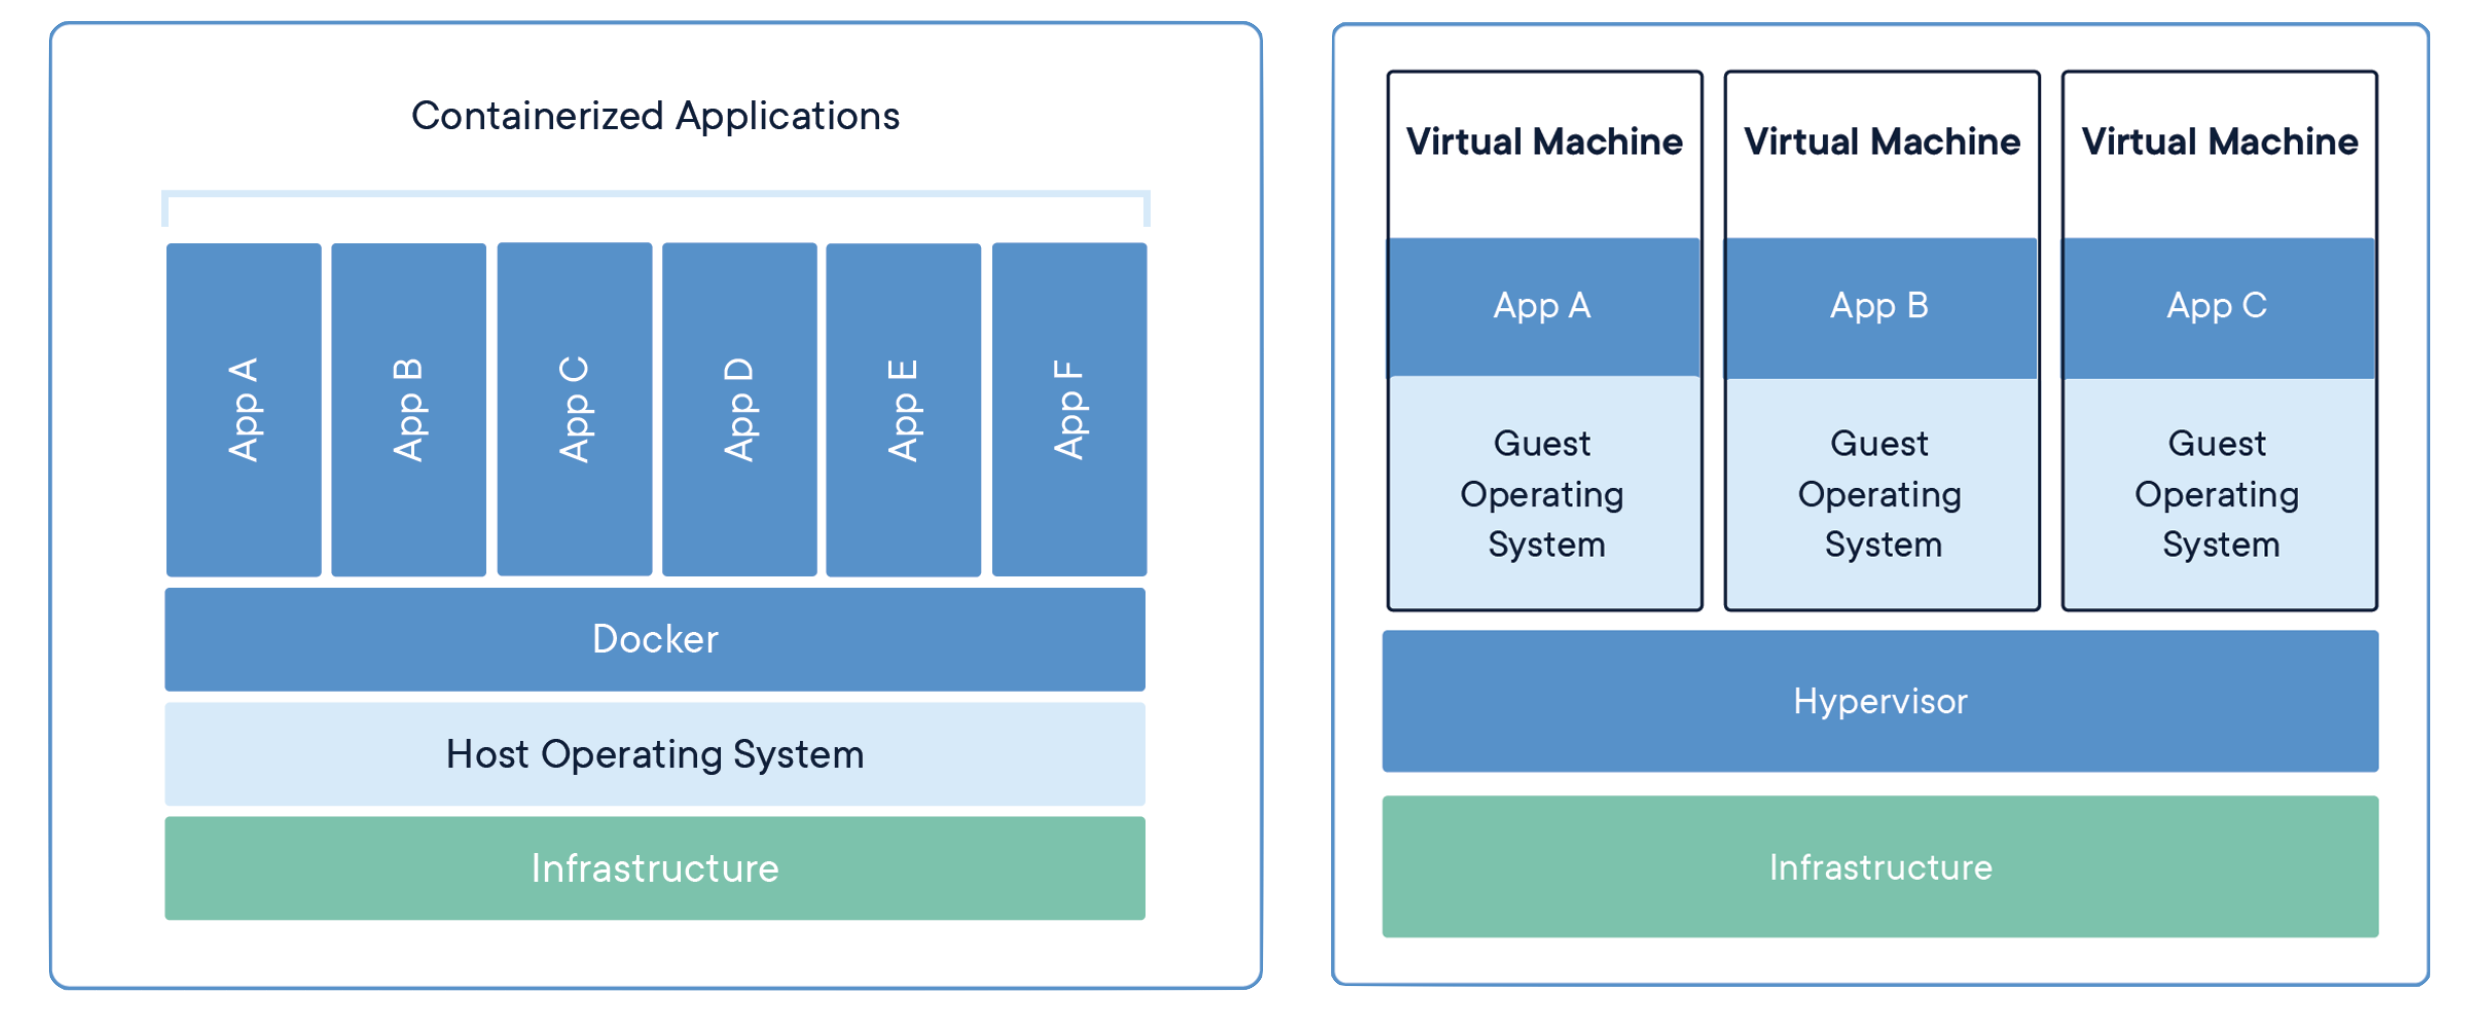 Containerized Applications
App A
App B
App C
App D
App E
App F
Docker
Host Operating System
Infrastructure
Virtual Machine
App A
Guest
Operating
System
Virtual Machine
App B
Guest
Operating
System
Virtual Machine
App C
Guest
Operating
System
Hypervisor
Infrastructure